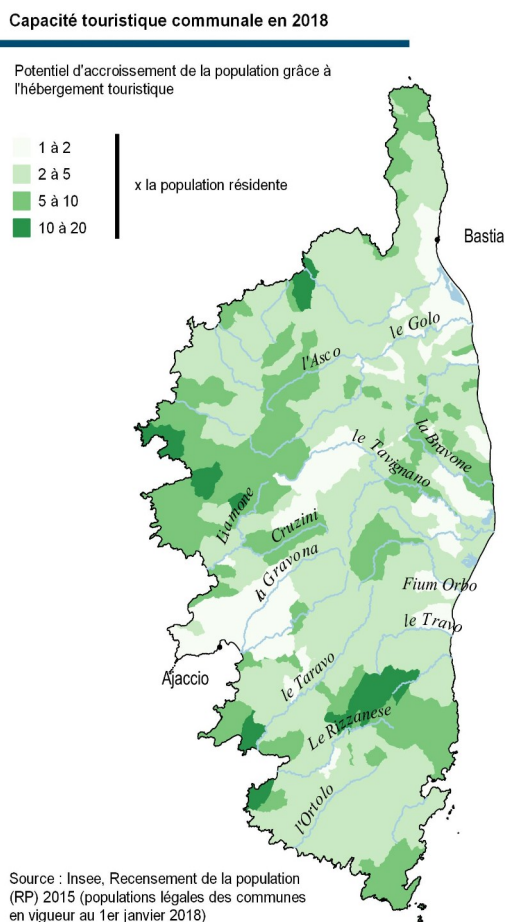 Capacité touristique communale en 2018
Potentiel d'accroissement de la population grâce à
l'hébergement touristique
1 à 2
2 à 5
5 à 10
10 à 20
x la population résidente
Bastia
le Golo
l'Asco
la Bravone
le Tavignano
Liamone
Cruzini
la Gravona
Fium Orbo
le Travo
Ajaccio
le Taravo
Le Rizzanese
l'Ortolo
Source : Insee, Recensement de la population
(RP) 2015 (populations légales des communes
en vigueur au 1er janvier 2018)